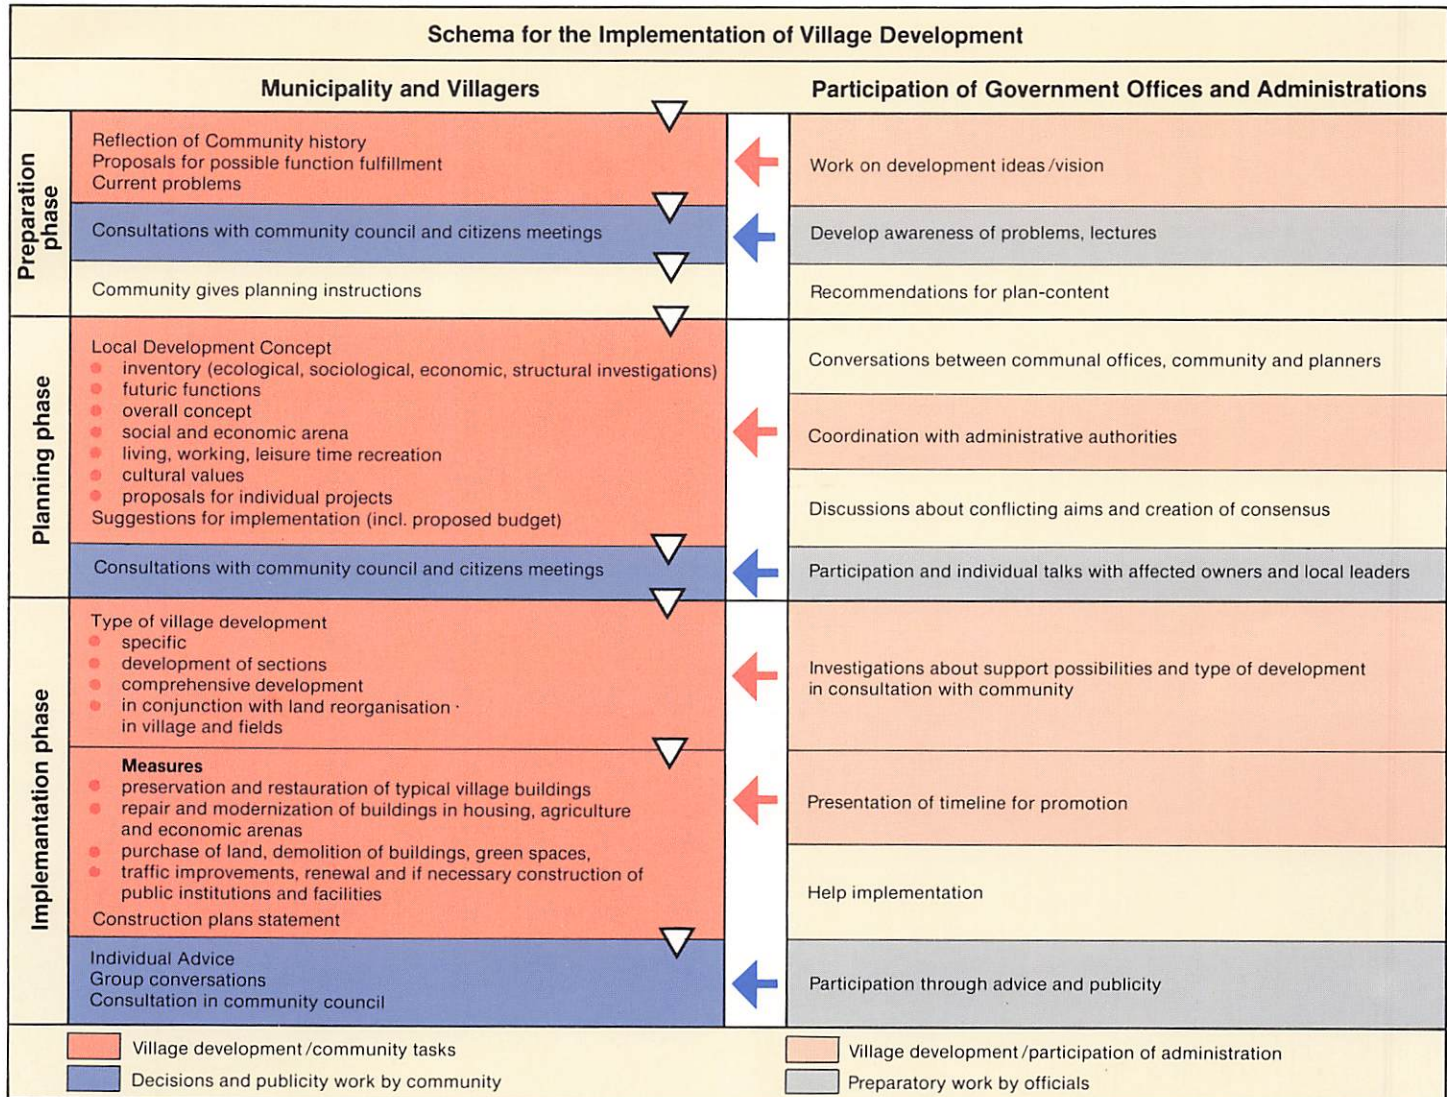 Schema for the Implementation of Village Development
Municipality and Villagers
Participation of Government Offices and Administrations
Preparation
phase
Reflection of Community history
Proposals for possible function fulfillment
Current problems
Work on development ideas/vision
Consultations with community council and citizens meetings
Develop awareness of problems, lectures
Community gives planning instructions
Recommendations for plan-content
Planning phase
Local Development Concept
inventory (ecological, sociological, economic, structural investigations)
futuric functions
overall concept
social and economic arena
living, working, leisure time recreation
cultural values
proposals for individual projects
Suggestions for implementation (incl. proposed budget)
Conversations between communal offices, community and planners
Coordination with administrative authorities
Discussions about conflicting aims and creation of consensus
Consultations with community council and citizens meetings
Participation and individual talks with affected owners and local leaders
Implemantation phase
Type of village development
specific
development of sections
comprehensive development
in conjunction with land reorganisation ·
in village and fields
Investigations about support possibilities and type of development
in consultation with community
Measures
preservation and restauration of typical village buildings
repair and modernization of buildings in housing, agriculture
and economic arenas
purchase of land, demolition of buildings, green spaces,
traffic improvements, renewal and if necessary construction of
public institutions and facilities
Construction plans statement
Presentation of timeline for promotion
Help implementation
Individual Advice
Group conversations
Consultation in community council
Participation through advice and publicity
Village development/community tasks
Decisions and publicity work by community
Village development/participation of administration
Preparatory work by officials